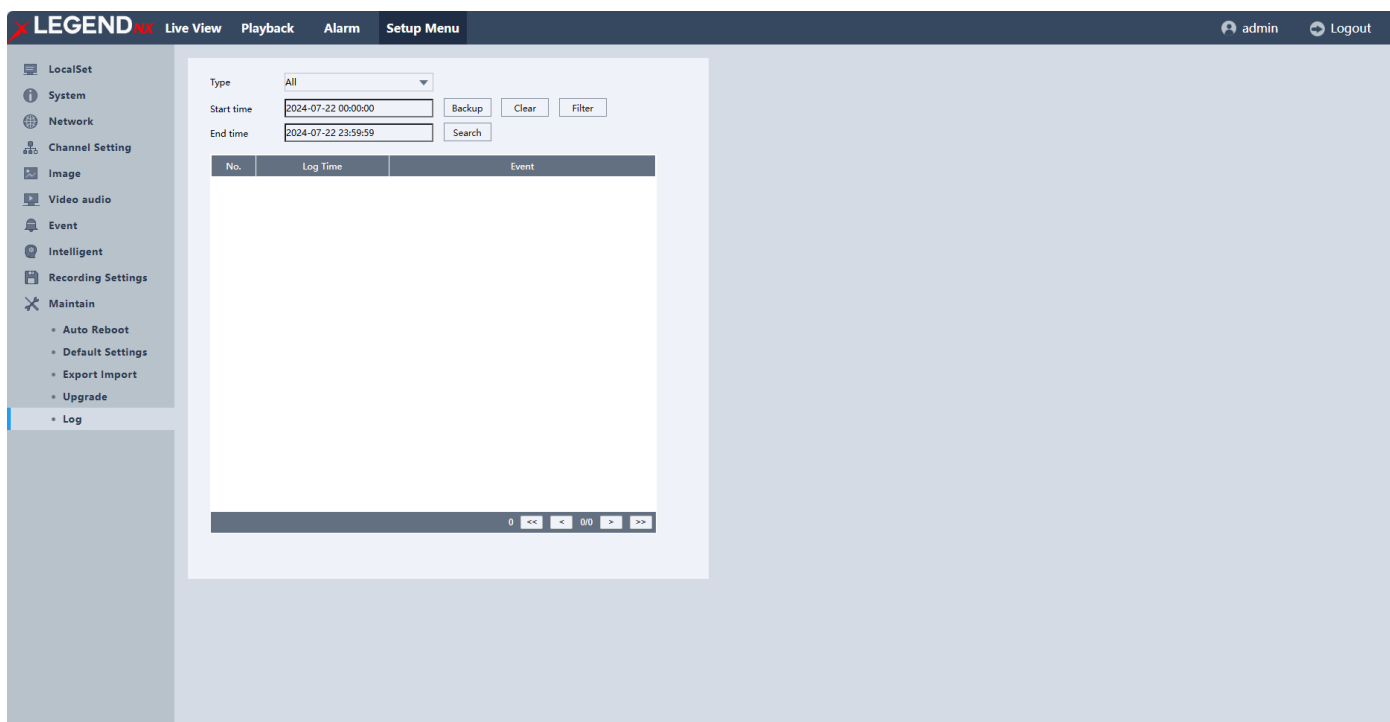 LEGEND NX Live View Playback Alarm Setup Menu admin Logout
LocalSet
System
Network
Channel Setting
Image
Video audio
Event
Intelligent
Recording Settings
Maintain
Auto Reboot
Default Settings
Export Import
Upgrade
Log
Type All
Start time 2024-07-22 00:00:00 Backup Clear Filter
End time 2024-07-22 23:59:59 Search
No. Log Time Event
0 << < 0/0 > >>